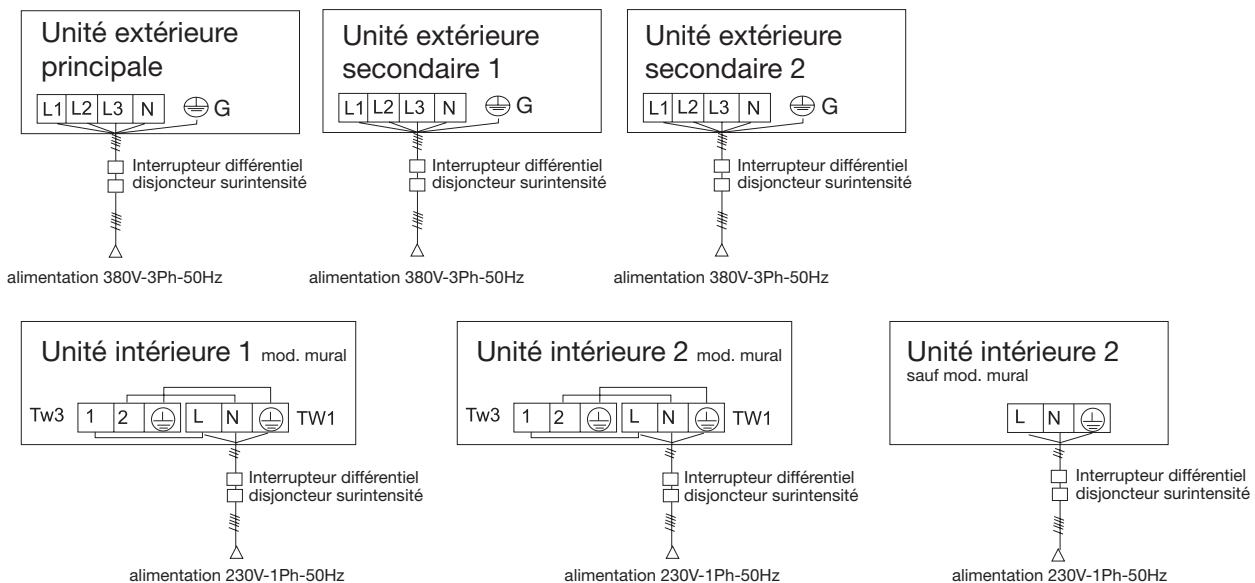 Unité extérieure
principale
L1 L2 L3 N G
Interrupteur différentiel
disjoncteur surintensité
alimentation 380V-3Ph-50Hz
Unité extérieure
secondaire 1
L1 L2 L3 N G
Interrupteur différentiel
disjoncteur surintensité
alimentation 380V-3Ph-50Hz
Unité extérieure
secondaire 2
L1 L2 L3 N G
Interrupteur différentiel
disjoncteur surintensité
alimentation 380V-3Ph-50Hz
Unité intérieure 1 mod. mural
Tw3 1 2 L N TW1
Interrupteur différentiel
disjoncteur surintensité
alimentation 230V-1Ph-50Hz
Unité intérieure 2 mod. mural
Tw3 1 2 L N TW1
Interrupteur différentiel
disjoncteur surintensité
alimentation 230V-1Ph-50Hz
Unité intérieure 2
sauf mod. mural
L N
Interrupteur différentiel
disjoncteur surintensité
alimentation 230V-1Ph-50Hz